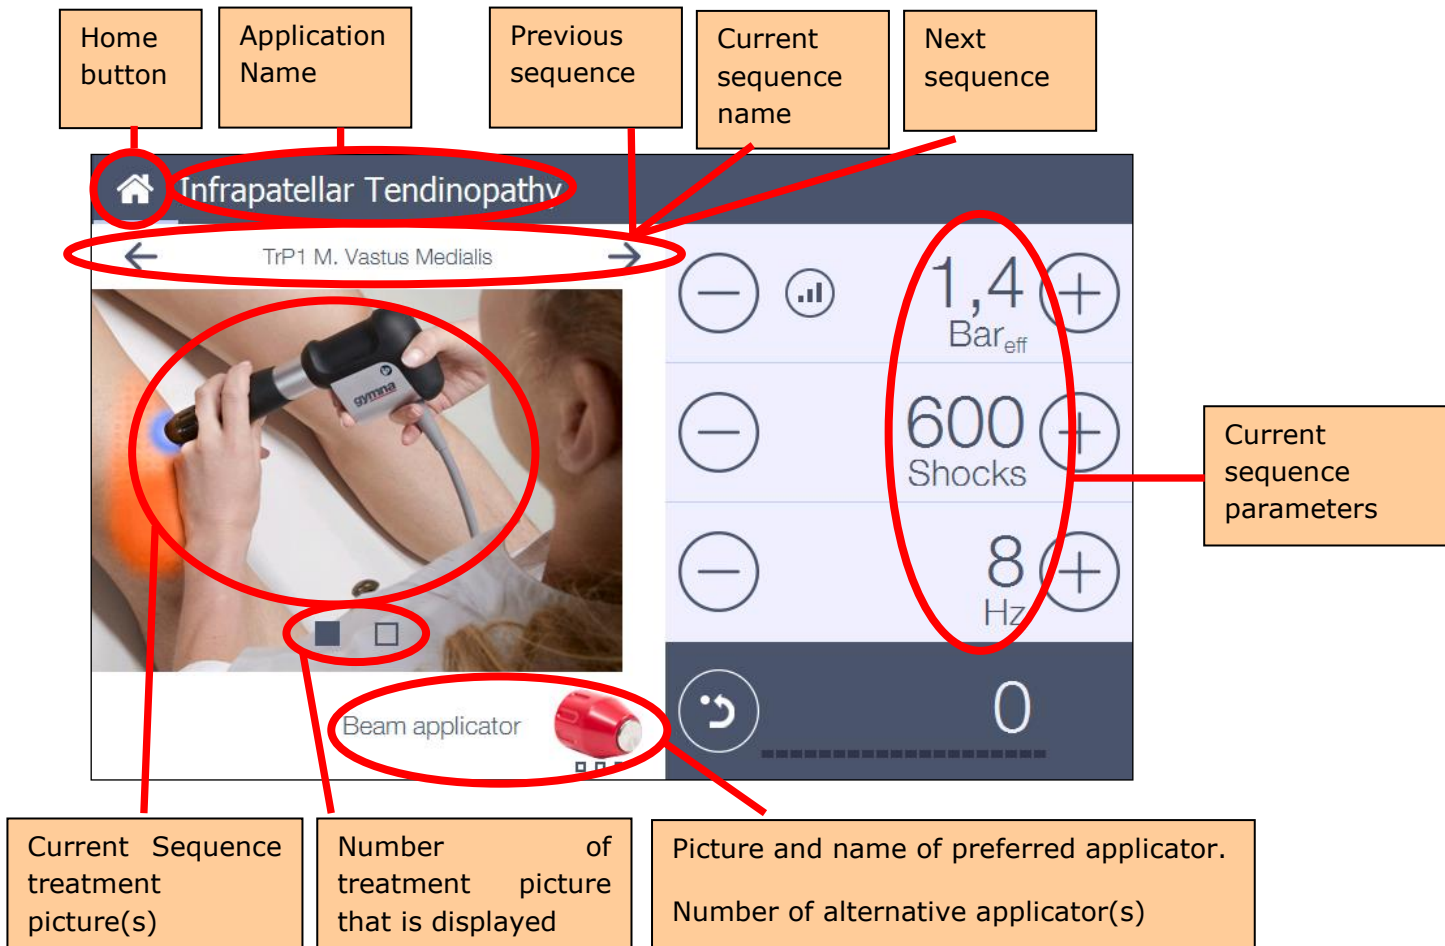 Home
button
Application
Name
Previous
sequence
Current
sequence
name
Next
sequence
Infrapatellar Tendinopathy
TrP1 M. Vastus Medialis
1,4
Bar eff
600
Shocks
8
Hz
gymna
0
Beam applicator
Current
sequence
parameters
Current Sequence
treatment
picture(s)
Number of
treatment picture
that is displayed
Picture and name of preferred applicator.
Number of alternative applicator(s)